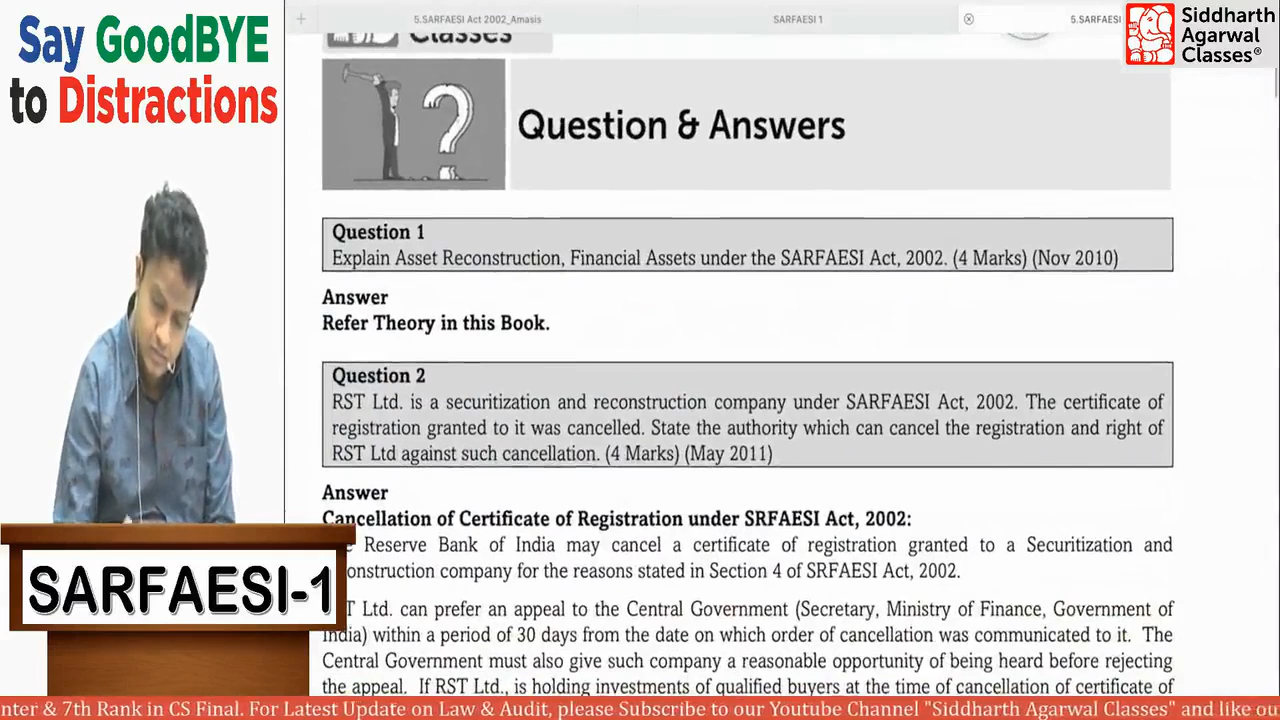 Say GoodBYE
to Distractions
5.SARFAESI Act 2002_Amasis
SARFAESI 1
5.SARFAESI
Siddharth
Agarwal
Classes®
Classes
Question & Answers
Question 1
Explain Asset Reconstruction, Financial Assets under the SARFAESI Act, 2002. (4 Marks) (Nov 2010)
Answer
Refer Theory in this Book.
Question 2
RST Ltd. is a securitization and reconstruction company under SARFAESI Act, 2002. The certificate of
registration granted to it was cancelled. State the authority which can cancel the registration and right of
RST Ltd against such cancellation. (4 Marks) (May 2011)
Answer
Cancellation of Certificate of Registration under SRFAESI Act, 2002:
Reserve Bank of India may cancel a certificate of registration granted to a Securitization and
onstruction company for the reasons stated in Section 4 of SRFAESI Act, 2002.
ST Ltd. can prefer an appeal to the Central Government (Secretary, Ministry of Finance, Government of
India) within a period of 30 days from the date on which order of cancellation was communicated to it. The
Central Government must also give such company a reasonable opportunity of being heard before rejecting
the appeal. If RST Ltd., is holding investments of qualified buyers at the time of cancellation of certificate of
SARFAESI-1
nter & 7th Rank in CS Final. For Latest Update on Law & Audit, please Subscribe to our Youtube Channel "Siddharth Agarwal Classes" and like ou